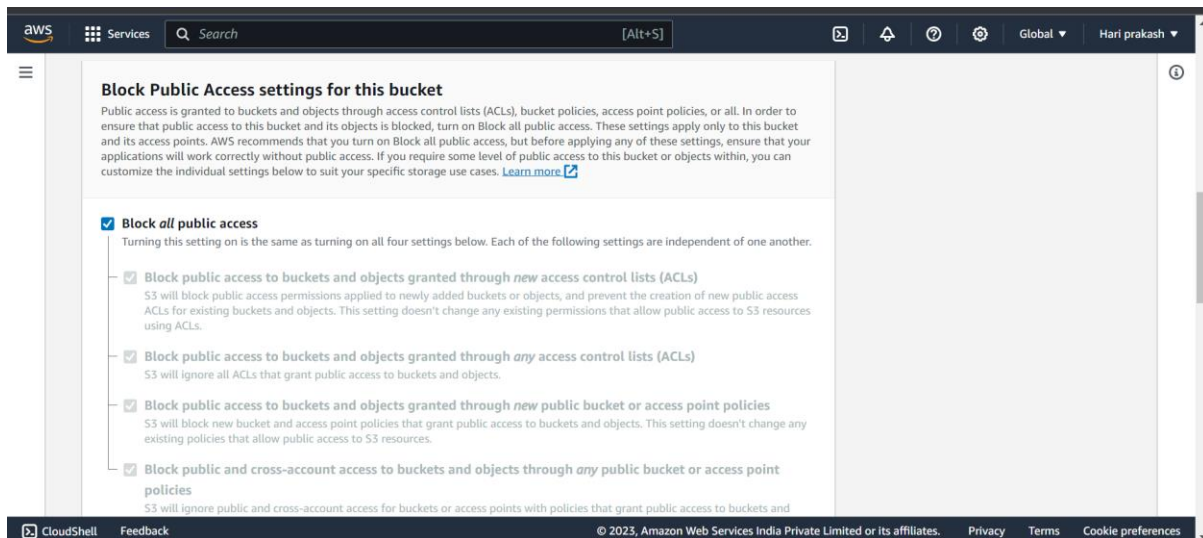 aws Services Search [Alt+S] Global Hari prakash
Block Public Access settings for this bucket
Public access is granted to buckets and objects through access control lists (ACLs), bucket policies, access point policies, or all. In order to
ensure that public access to this bucket and its objects is blocked, turn on Block all public access. These settings apply only to this bucket
and its access points. AWS recommends that you turn on Block all public access, but before applying any of these settings, ensure that your
applications will work correctly without public access. If you require some level of public access to this bucket or objects within, you can
customize the individual settings below to suit your specific storage use cases. Learn more
Block all public access
Turning this setting on is the same as turning on all four settings below. Each of the following settings are independent of one another.
Block public access to buckets and objects granted through new access control lists (ACLs)
S3 will block public access permissions applied to newly added buckets or objects, and prevent the creation of new public access
ACLs for existing buckets and objects. This setting doesn't change any existing permissions that allow public access to S3 resources
using ACLs.
Block public access to buckets and objects granted through any access control lists (ACLs)
S3 will ignore all ACLs that grant public access to buckets and objects.
Block public access to buckets and objects granted through new public bucket or access point policies
S3 will block new bucket and access point policies that grant public access to buckets and objects. This setting doesn't change any
existing policies that allow public access to S3 resources.
Block public and cross-account access to buckets and objects through any public bucket or access point
policies
S3 will ignore public and cross-account access for buckets or access points with policies that grant public access to buckets and
CloudShell Feedback © 2023, Amazon Web Services India Private Limited or its affiliates. Privacy Terms Cookie preferences